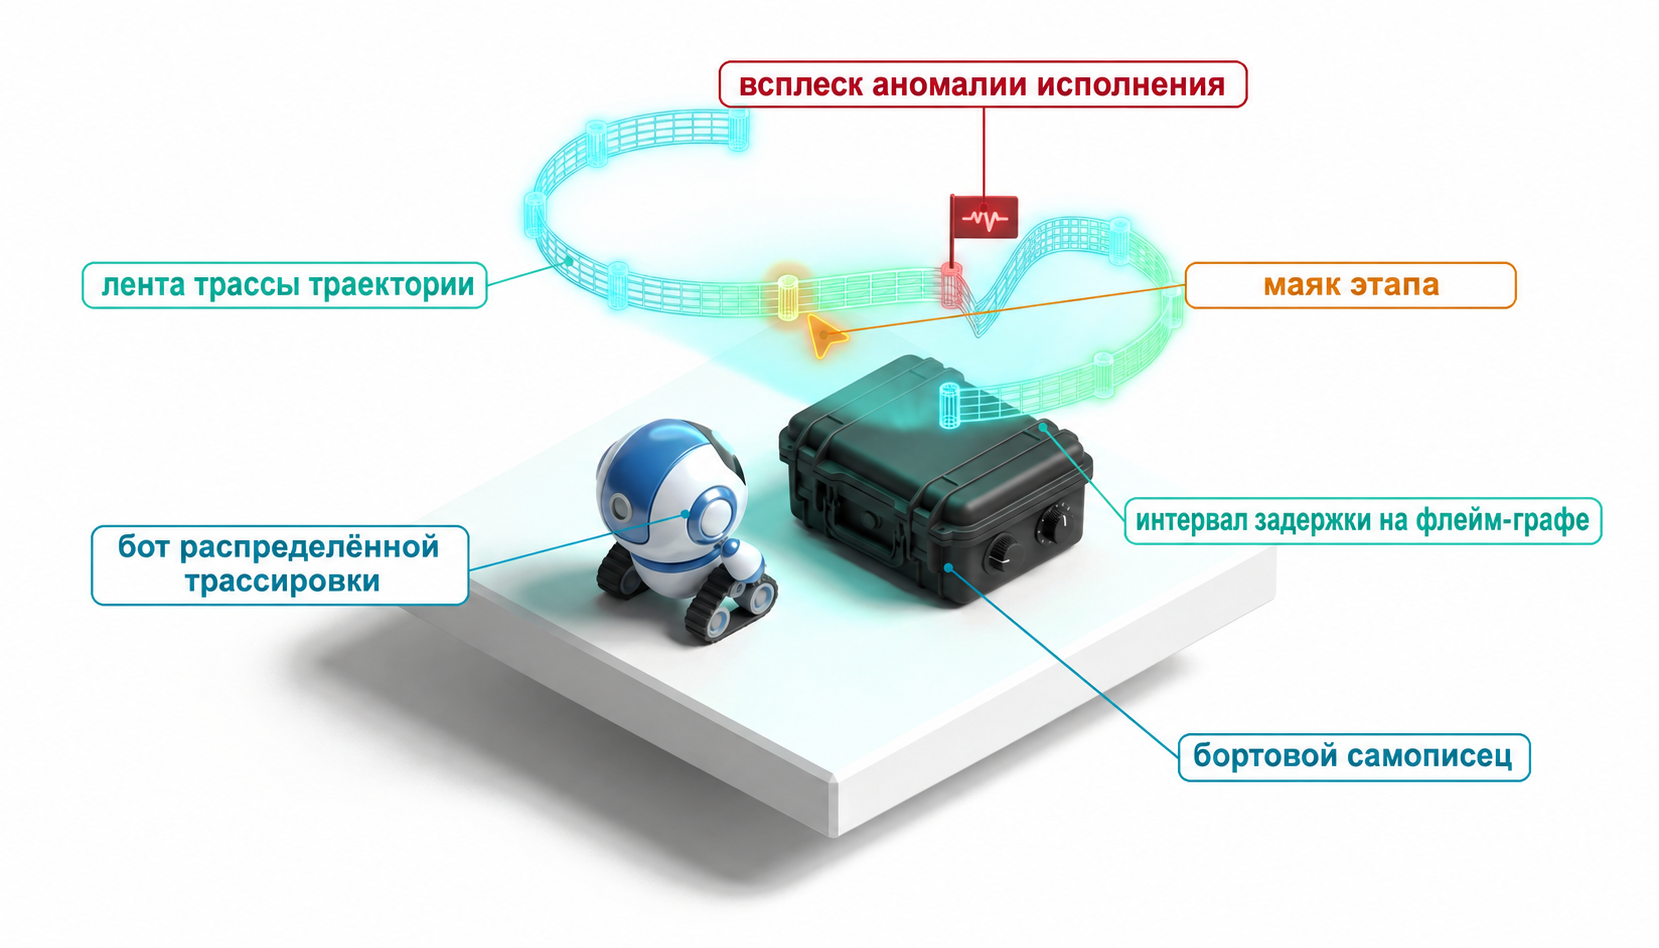 всплеск аномалии исполнения
лента трассы траектории
маяк этапа
интервал задержки на флейм-графе
бот распределённой
трассировки
бортовой самописец